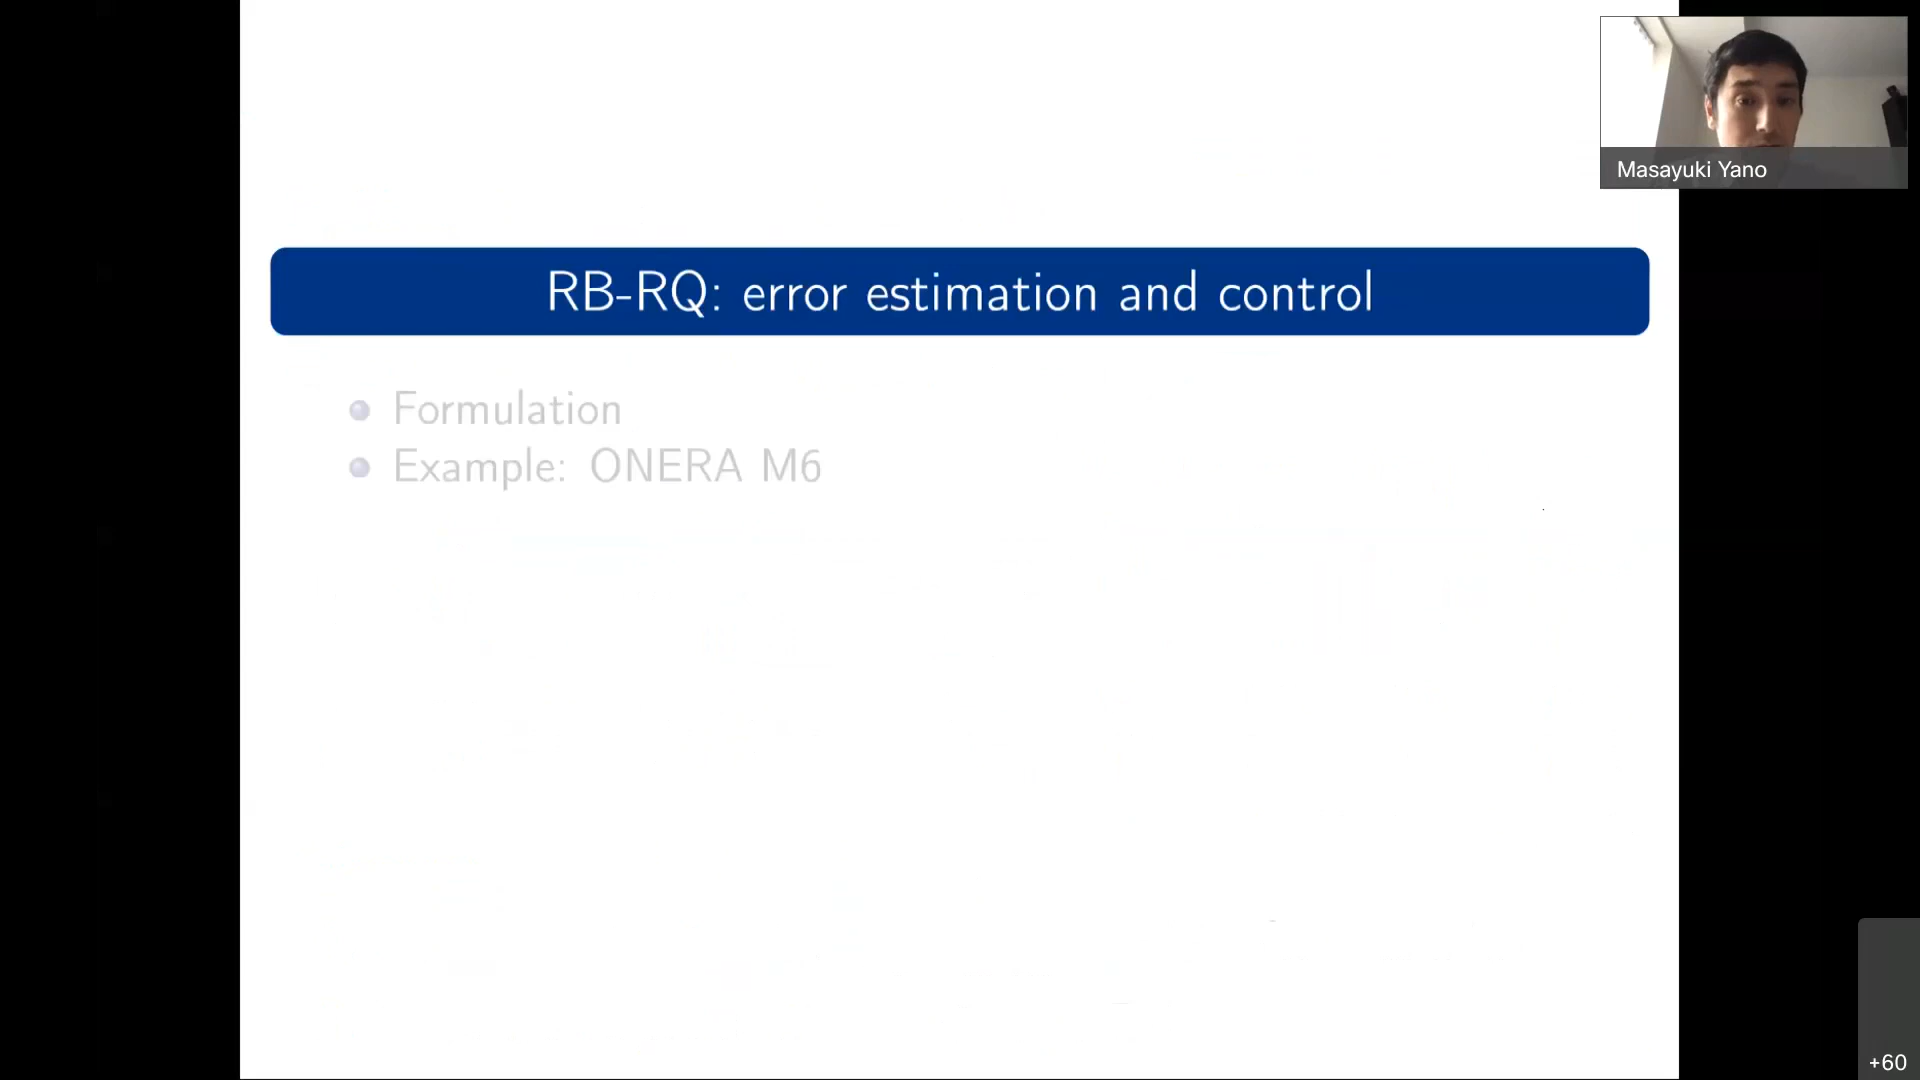 Masayuki Yano
RB-RQ: error estimation and control
Formulation
Example: ONERA M6
+60